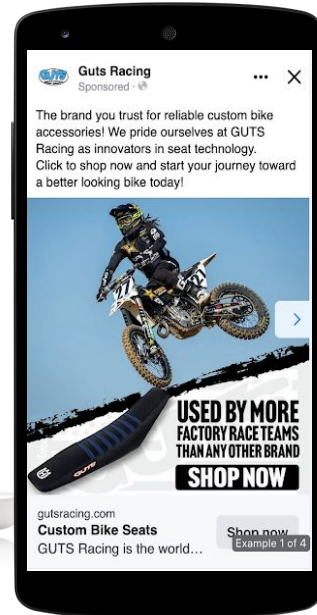 GUTS
Guts Racing
Sponsored ·
The brand you trust for reliable custom bike
accessories! We pride ourselves at GUTS
Racing as innovators in seat technology.
Click to shop now and start your journey toward
a better looking bike today!
27
USED BY MORE
FACTORY RACE TEAMS
THAN ANY OTHER BRAND
SHOP NOW
GUTS
gutsracing.com
Custom Bike Seats
GUTS Racing is the world...
Shop now
Example 1 of 4